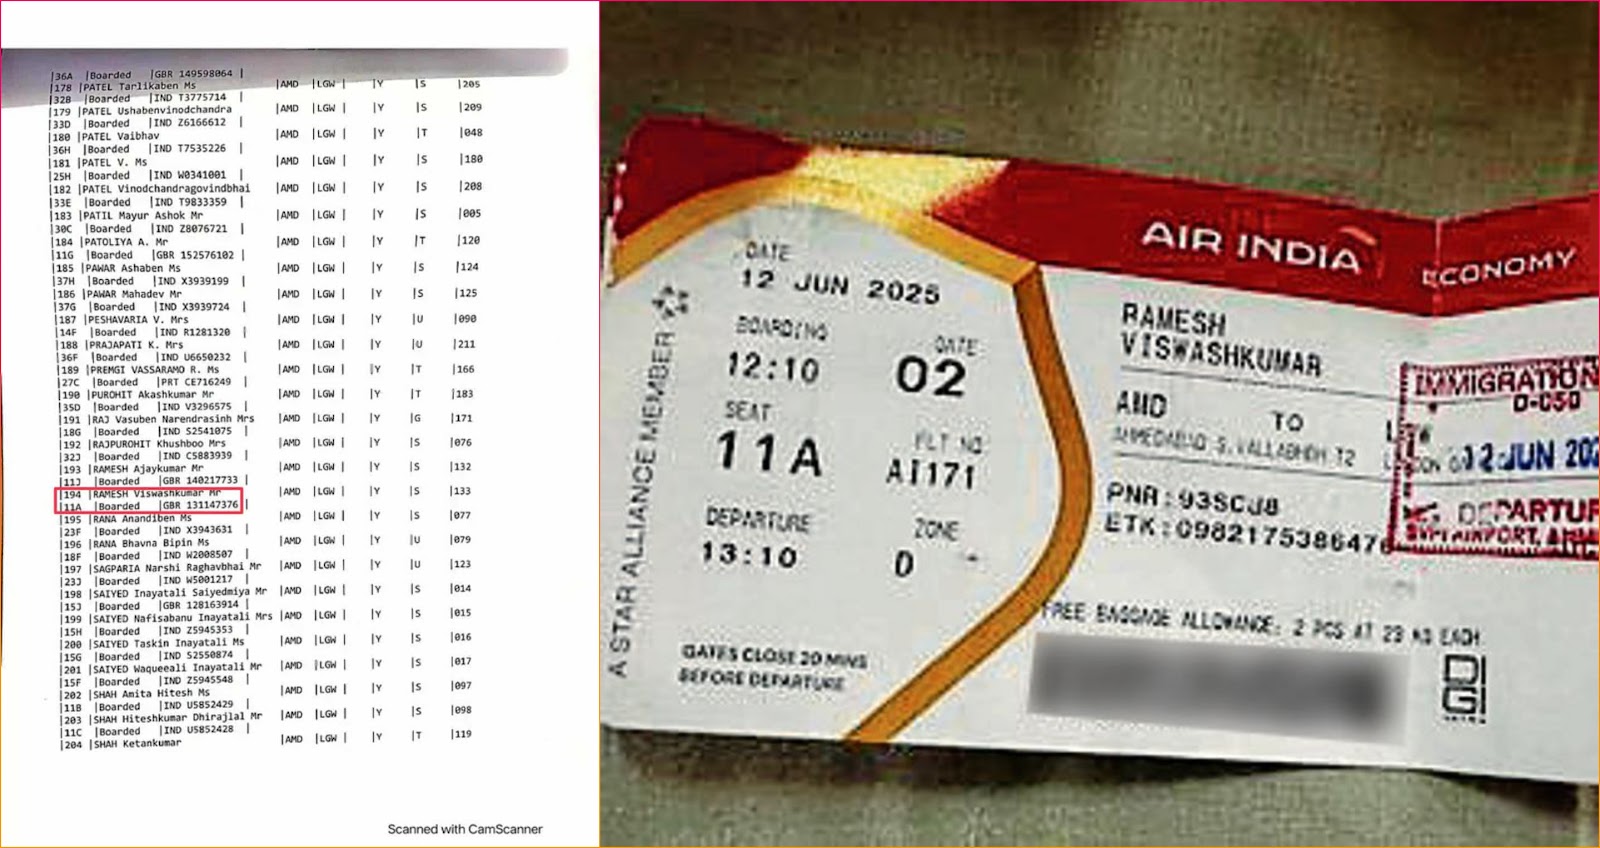 |36A |Boarded |GBR 149598064 |
|178 |PATEL Tarlikaben Ms |AMD |LGW | |Y |S |205
|32B |Boarded |IND T3775714 |
|179 |PATEL Ushabenvinodchandra |AMD |LGW | |Y |S |209
|33D |Boarded |IND Z6166612 |
|180 |PATEL Vaibhav |AMD |LGW | |Y |T |048
|36H |Boarded |IND T7535226 |
|181 |PATEL V. Ms |AMD |LGW | |Y |S |180
|25H |Boarded |IND W0341001 |
|182 |PATEL Vinodchandragovindbhai |AMD |LGW | |Y |S |208
|33E |Boarded |IND T9833359 |
|183 |PATIL Mayur Ashok Mr |AMD |LGW | |Y |S |005
|30C |Boarded |IND Z8076721 |
|184 |PATOLIYA A. Mr |AMD |LGW | |Y |T |120
|11G |Boarded |GBR 152576102 |
|185 |PAWAR Ashaben Ms |AMD |LGW | |Y |S |124
|37H |Boarded |IND X3939199 |
|186 |PAWAR Mahadev Mr |AMD |LGW | |Y |S |125
|37G |Boarded |IND X3939724 |
|187 |PESHAVARIA V. Mrs |AMD |LGW | |Y |U |090
|14F |Boarded |IND R1281320 |
|188 |PRAJAPATI K. Mrs |AMD |LGW | |Y |U |211
|36F |Boarded |IND U6650232 |
|189 |PREMGI VASSARAMO R. Ms |AMD |LGW | |Y |T |166
|27C |Boarded |PRT CE716249 |
|190 |PUROHIT Akashkumar Mr |AMD |LGW | |Y |T |183
|35D |Boarded |IND V3296575 |
|191 |RAJ Vasuben Narendrasinh Mrs |AMD |LGW | |Y |G |171
|18G |Boarded |IND S2541075 |
|192 |RAJPUROHIT Khushboo Mrs |AMD |LGW | |Y |S |076
|32J |Boarded |IND C5883939 |
|193 |RAMESH Ajaykumar Mr |AMD |LGW | |Y |S |132
|11J |Boarded |GBR 140217733 |
|194 |RAMESH Viswashkumar Mr |AMD |LGW | |Y |S |133
|11A |Boarded |GBR 131147376 |
|195 |RANA Anandiben Ms |AMD |LGW | |Y |S |077
|23F |Boarded |IND X3943631 |
|196 |RANA Bhavna Bipin Ms |AMD |LGW | |Y |U |079
|18F |Boarded |IND W2008507 |
|197 |SAGPARIA Narshi Raghavbhai Mr |AMD |LGW | |Y |U |123
|23J |Boarded |IND W5001217 |
|198 |SAIYED Inayatali Saiyedmiya Mr |AMD |LGW | |Y |S |014
|15J |Boarded |GBR 128163914 |
|199 |SAIYED Nafisabanu Inayatali Mrs |AMD |LGW | |Y |S |015
|15H |Boarded |IND Z5945353 |
|200 |SAIYED Taskin Inayatali Ms |AMD |LGW | |Y |S |016
|15G |Boarded |IND S2550874 |
|201 |SAIYED Waqueeali Inayatali Mr |AMD |LGW | |Y |S |017
|15F |Boarded |IND Z5945548 |
|202 |SHAH Amita Hitesh Ms |AMD |LGW | |Y |S |097
|11B |Boarded |IND U5852429 |
|203 |SHAH Hiteshkumar Dhirajlal Mr |AMD |LGW | |Y |S |098
|11C |Boarded |IND U5852428 |
|204 |SHAH Ketankumar |AMD |LGW | |Y |T |119
Scanned with CamScanner
A STAR ALLIANCE MEMBER
DATE
12 JUN 2025
BOARDING GATE
12:10 02
SEAT FLT NO
11A AI171
DEPARTURE ZONE
13:10 D
GATES CLOSE 20 MINS
BEFORE DEPARTURE
AIR INDIA ECONOMY
RAMESH
VISWASHKUMAR
AMD TO
AHMEDABAD S.VALLABHBH T2
PNR:93SCJ8
ETK:0982175386476
FREE BAGGAGE ALLOWANCE: 2 PCS AT 23 KG EACH
IMMIGRATION
D-050
12 JUN 202
DEPARTUR
DIGI